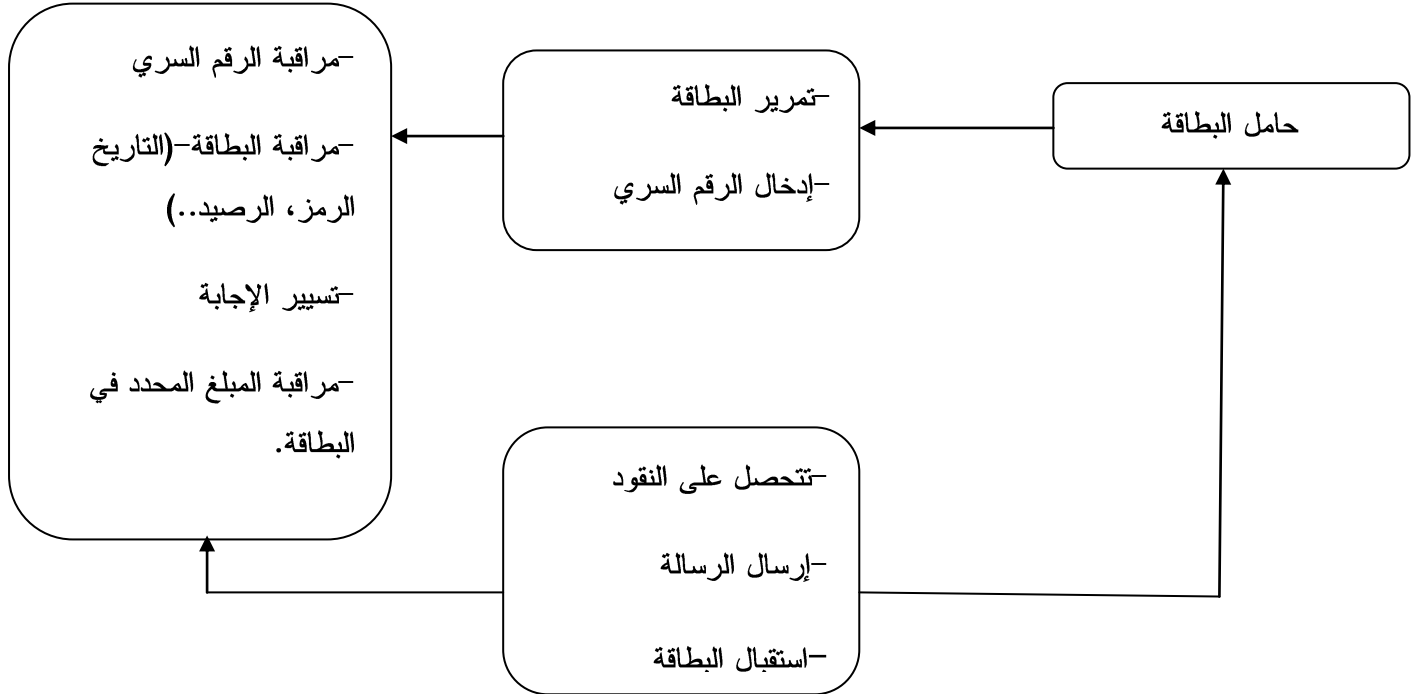 حامل البطاقة
-تمرير البطاقة
-إدخال الرقم السري
-مراقبة الرقم السري
-مراقبة البطاقة-(التاريخ
الرمز، الرصيد..)
-تسيير الإجابة
-مراقبة المبلغ المحدد في
البطاقة.
-تتحصل على النقود
-إرسال الرسالة
-استقبال البطاقة